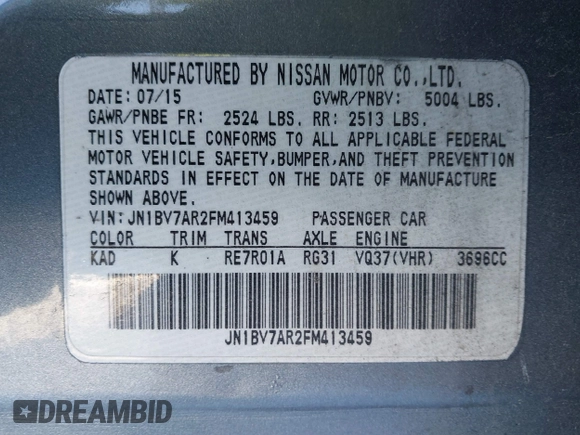 MANUFACTURED BY NISSAN MOTOR CO.,LTD.
DATE: 07/15 GVWR/PNBV: 5004 LBS.
GAWR/PNBE FR: 2524 LBS. RR: 2513 LBS.
THIS VEHICLE CONFORMS TO ALL APPLICABLE FEDERAL
MOTOR VEHICLE SAFETY,BUMPER,AND THEFT PREVENTION
STANDARDS IN EFFECT ON THE DATE OF MANUFACTURE
SHOWN ABOVE.
VIN:JN1BV7AR2FM413459 PASSENGER CAR
COLOR TRIM TRANS AXLE ENGINE
KAD K RE7R01A RG31 VQ37(VHR) 3696CC
JN1BV7AR2FM413459
DREAMBID